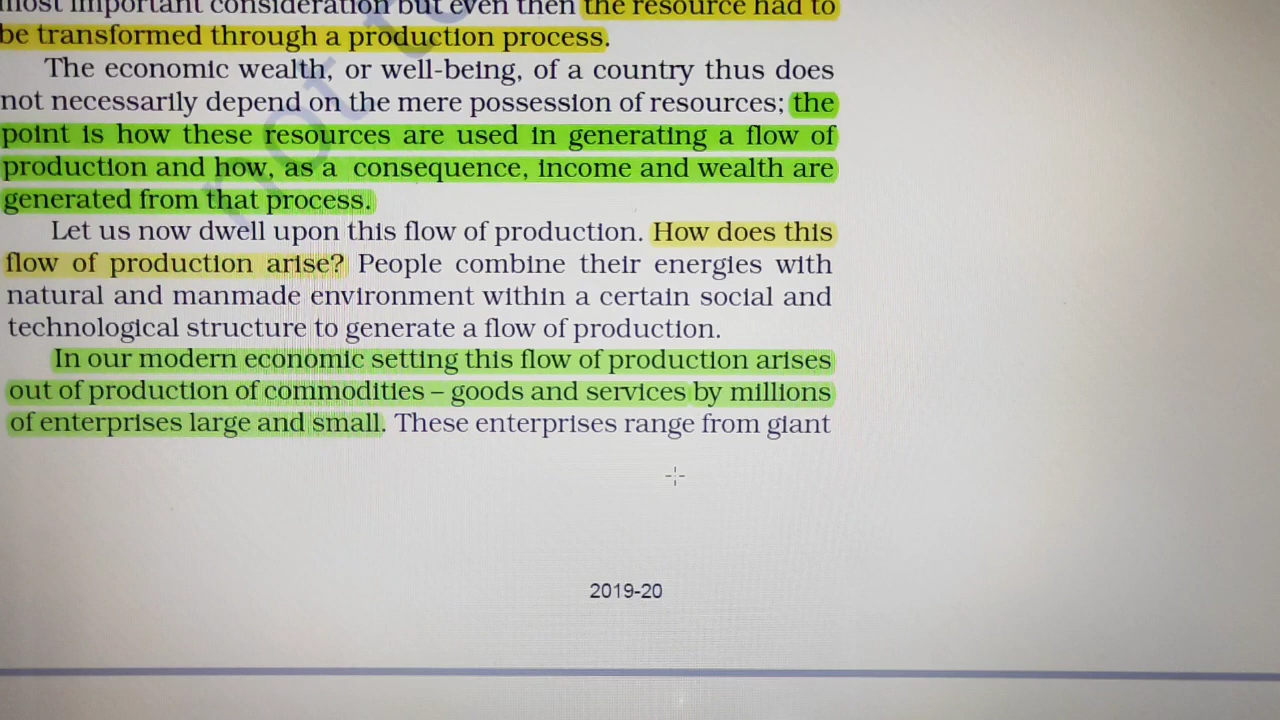 most important consideration but even then the resource had to
be transformed through a production process.
The economic wealth, or well-being, of a country thus does
not necessarily depend on the mere possession of resources; the
point is how these resources are used in generating a flow of
production and how, as a consequence, income and wealth are
generated from that process.
Let us now dwell upon this flow of production. How does this
flow of production arise? People combine their energies with
natural and manmade environment within a certain social and
technological structure to generate a flow of production.
In our modern economic setting this flow of production arises
out of production of commodities – goods and services by millions
of enterprises large and small. These enterprises range from giant
not to
2019-20